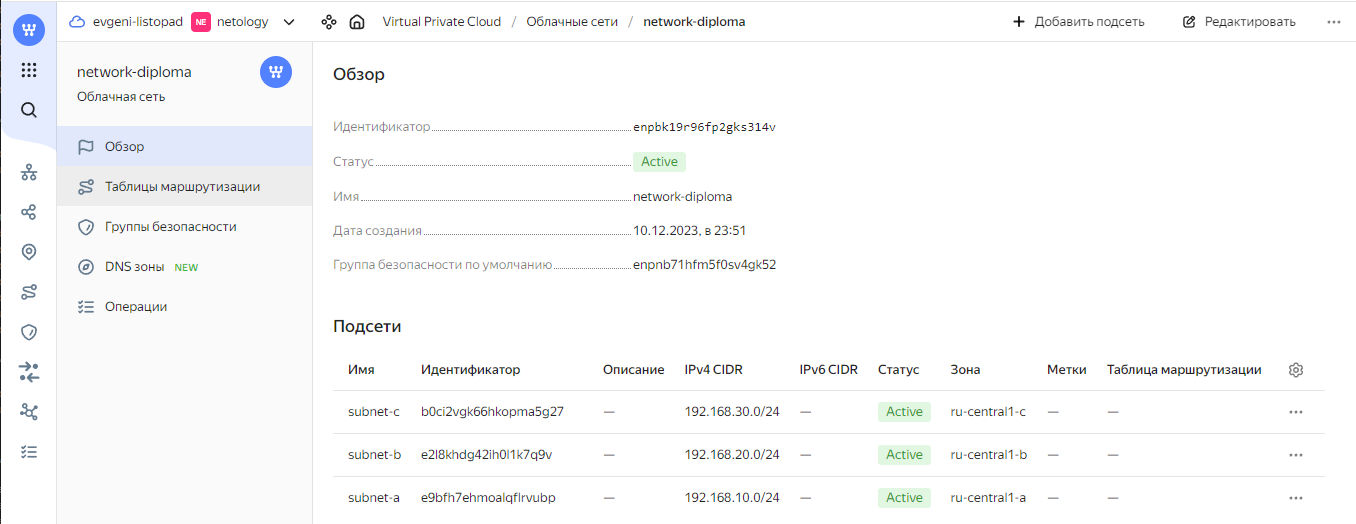 evgeni-listopad NE netology Virtual Private Cloud / Облачные сети / network-diploma Добавить подсеть Редактировать
network-diploma
Облачная сеть
Обзор
Таблицы маршрутизации
Группы безопасности
DNS зоны NEW
Операции
Обзор
Идентификатор enpbk19r96fp2gks314v
Статус Active
Имя network-diploma
Дата создания 10.12.2023, в 23:51
Группа безопасности по умолчанию enpnb71hfm5f0sv4gk52
Подсети
Имя Идентификатор Описание IPv4 CIDR IPv6 CIDR Статус Зона Метки Таблица маршрутизации
subnet-c b0ci2vgk66hkopma5g27 — 192.168.30.0/24 — Active ru-central1-c — —
subnet-b e2l8khdg42ih0l1k7q9v — 192.168.20.0/24 — Active ru-central1-b — —
subnet-a e9bfh7ehmoalqflrvubp — 192.168.10.0/24 — Active ru-central1-a — —